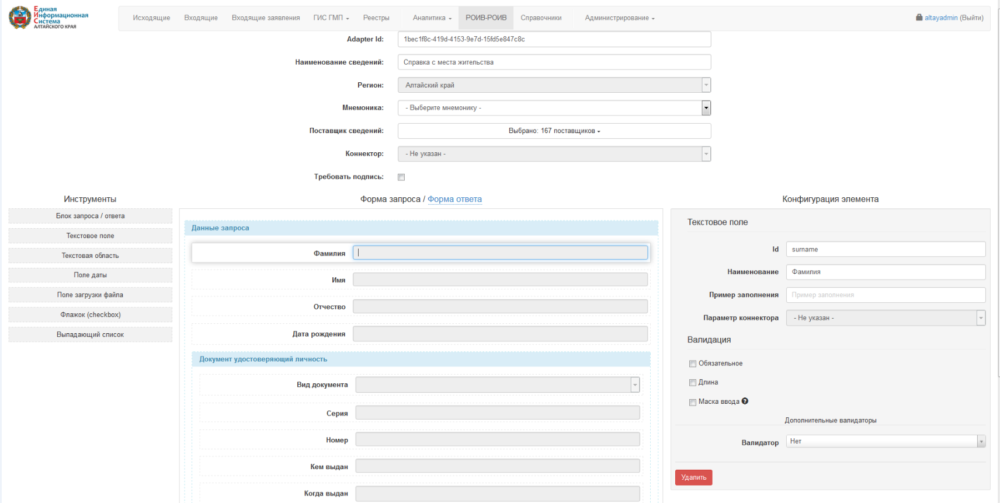 Единая
Информационная
Система
АЛТАЙСКОГО КРАЯ
Исходящие Входящие Входящие заявления ГИС ГМП Реестры Аналитика РОИВ-РОИВ Справочники Администрирование altayadmin (Выйти)
Adapter Id: 1bec1f8c-419d-4153-9e7d-15fd5e847c8c
Наименование сведений: Справка с места жительства
Регион: Алтайский край
Мнемоника: - Выберите мнемонику -
Поставщик сведений: Выбрано: 167 поставщиков
Коннектор: - Не указан -
Требовать подпись:
Инструменты
Блок запроса / ответа
Текстовое поле
Текстовая область
Поле даты
Поле загрузки файла
Флажок (checkbox)
Выпадающий список
Форма запроса / Форма ответа
Данные запроса
Фамилия
Имя
Отчество
Дата рождения
Документ удостоверяющий личность
Вид документа
Серия
Номер
Кем выдан
Когда выдан
Конфигурация элемента
Текстовое поле
Id surname
Наименование Фамилия
Пример заполнения Пример заполнения
Параметр коннектора - Не указан -
Валидация
Обязательное
Длина
Маска ввода ?
Дополнительные валидаторы
Валидатор Нет
Удалить